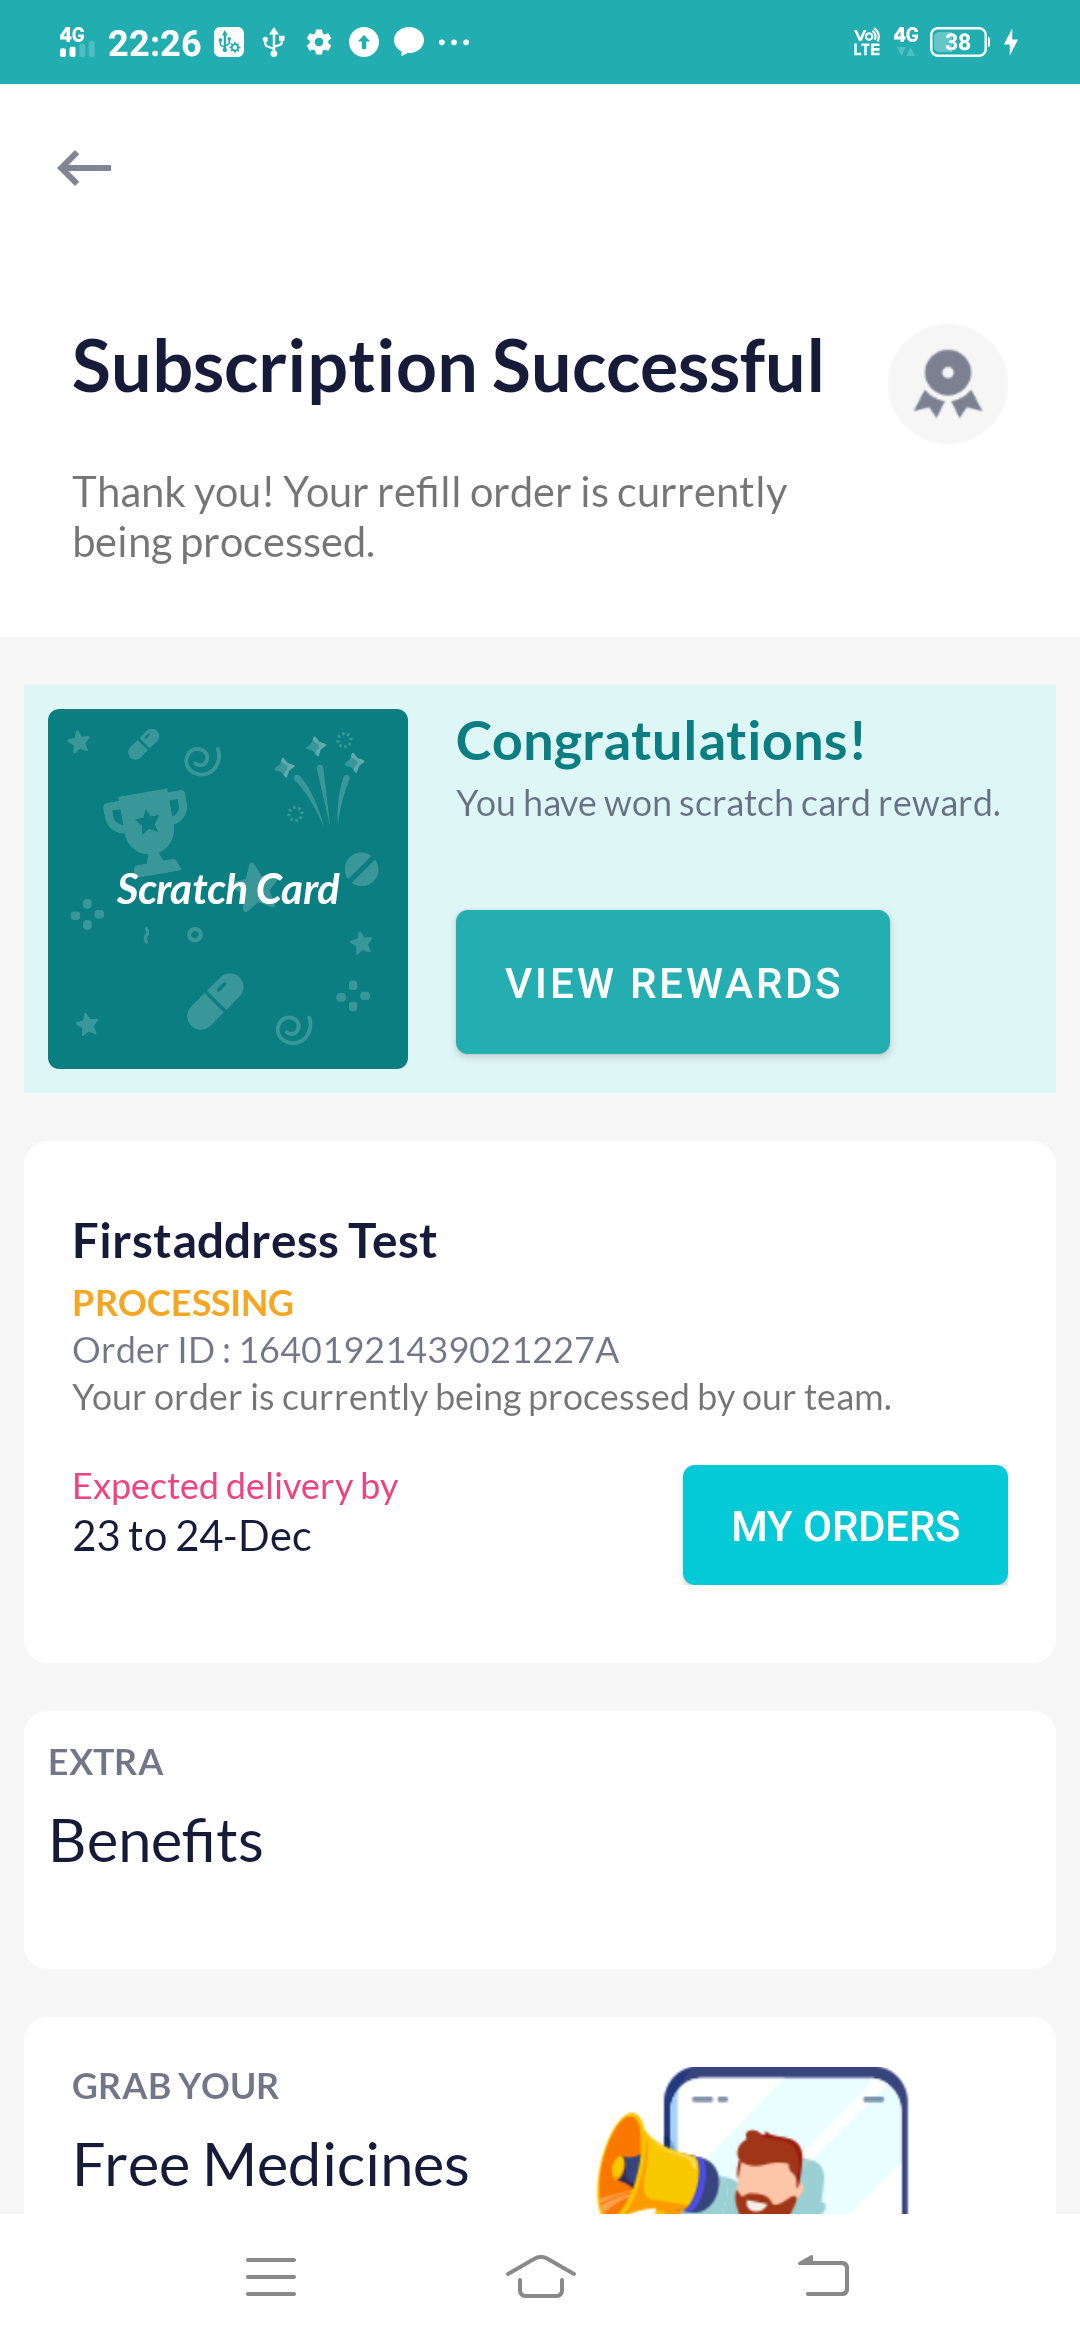 4G 22:26 Vo) LTE 4G 38
Subscription Successful
Thank you! Your refill order is currently
being processed.
Scratch Card
Congratulations!
You have won scratch card reward.
VIEW REWARDS
Firstaddress Test
PROCESSING
Order ID : 16401921439021227A
Your order is currently being processed by our team.
Expected delivery by
23 to 24-Dec
MY ORDERS
EXTRA
Benefits
GRAB YOUR
Free Medicines